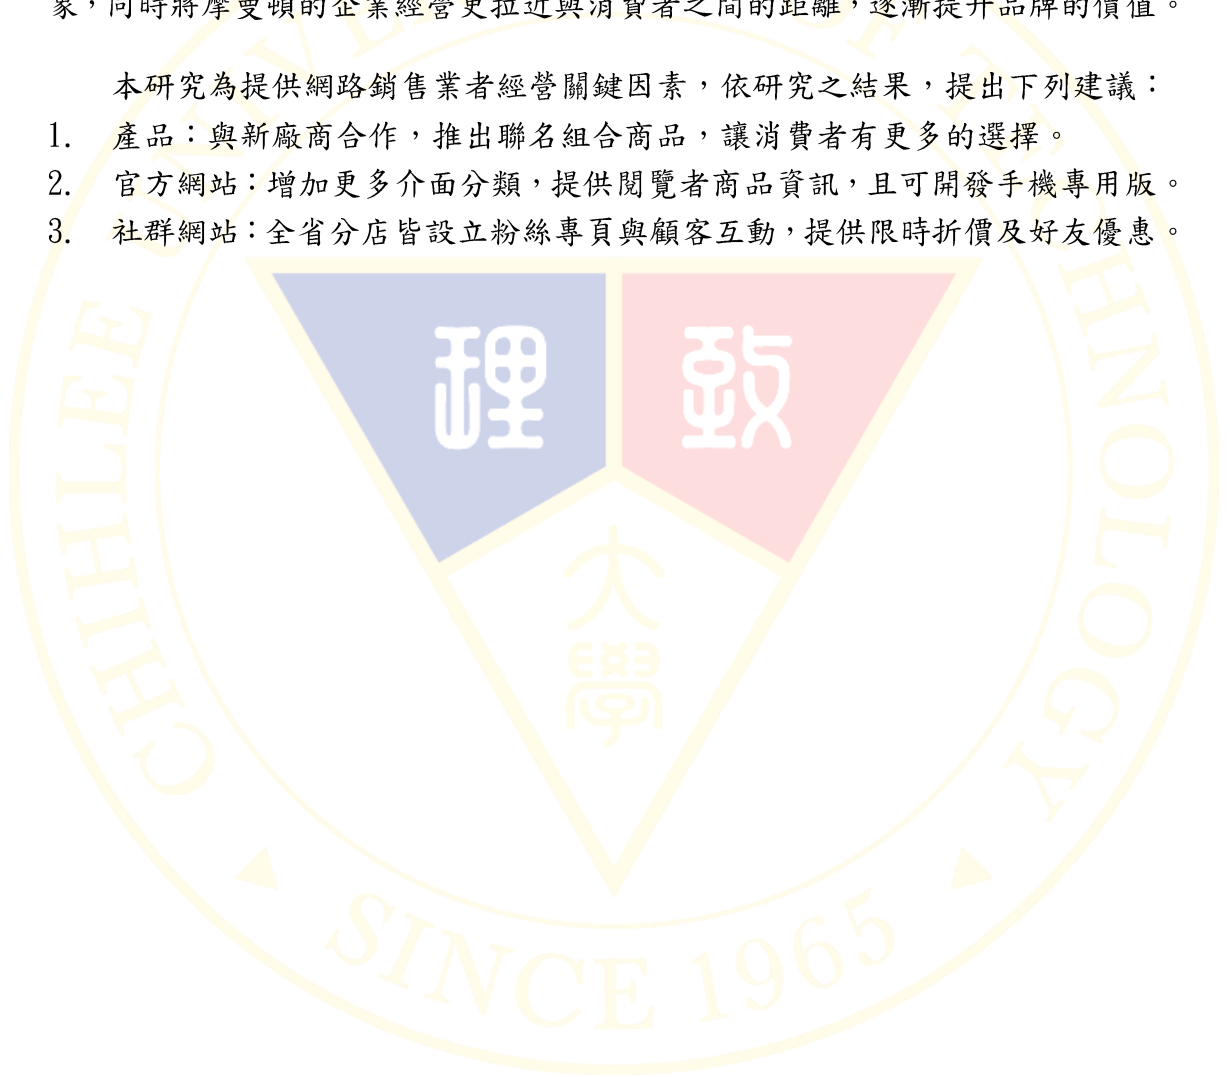 象，同時將摩曼頓的企業經營更拉近與消費者之間的距離，逐漸提升品牌的價值。
本研究為提供網路銷售業者經營關鍵因素，依研究之結果，提出下列建議：
1. 產品：與新廠商合作，推出聯名組合商品，讓消費者有更多的選擇。
2. 官方網站：增加更多介面分類，提供閱覽者商品資訊，且可開發手機專用版。
3. 社群網站：全省分店皆設立粉絲專頁與顧客互動，提供限時折價及好友優惠。
CHIHLEE UNIVERSITY OF TECHNOLOGY
理 致
大
學
SINCE 1965